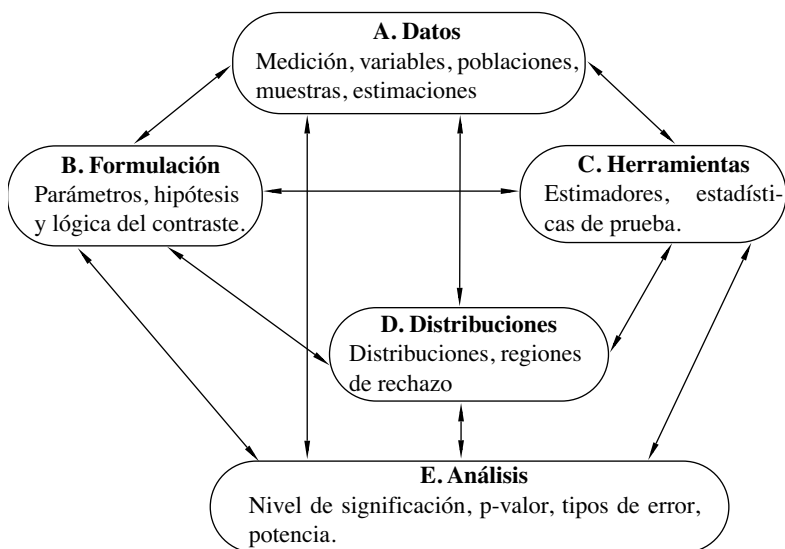 A. Datos
Medición, variables, poblaciones,
muestras, estimaciones
B. Formulación
Parámetros, hipótesis
y lógica del contraste.
C. Herramientas
Estimadores, estadísti-
cas de prueba.
D. Distribuciones
Distribuciones, regiones
de rechazo
E. Análisis
Nivel de significación, p-valor, tipos de error,
potencia.